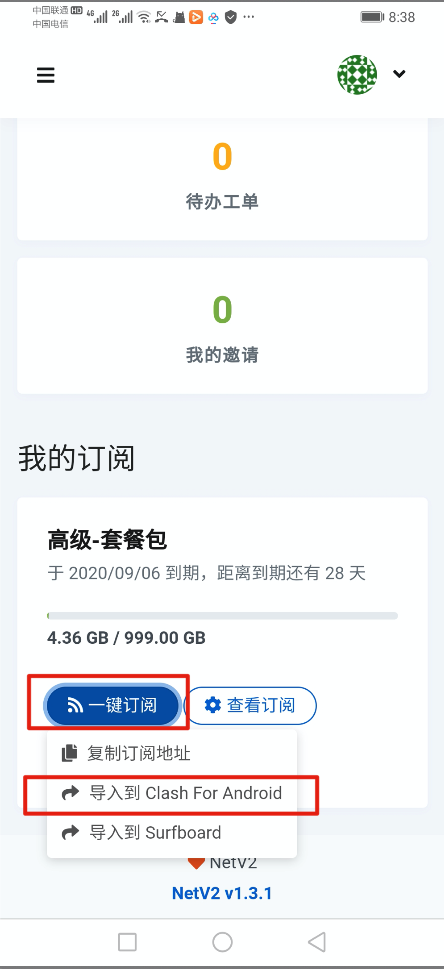 中国联通 HD 4G 2G 8:38
中国电信
0
待办工单
0
我的邀请
我的订阅
高级-套餐包
于 2020/09/06 到期，距离到期还有 28 天
4.36 GB / 999.00 GB
一键订阅 查看订阅
复制订阅地址
导入到 Clash For Android
导入到 Surfboard
NetV2
NetV2 v1.3.1